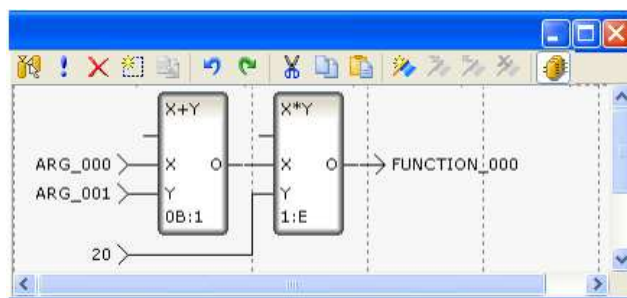 X+Y X*Y
ARG_000 X O X O FUNCTION_000
ARG_001 Y Y
0B:1 1:E
20